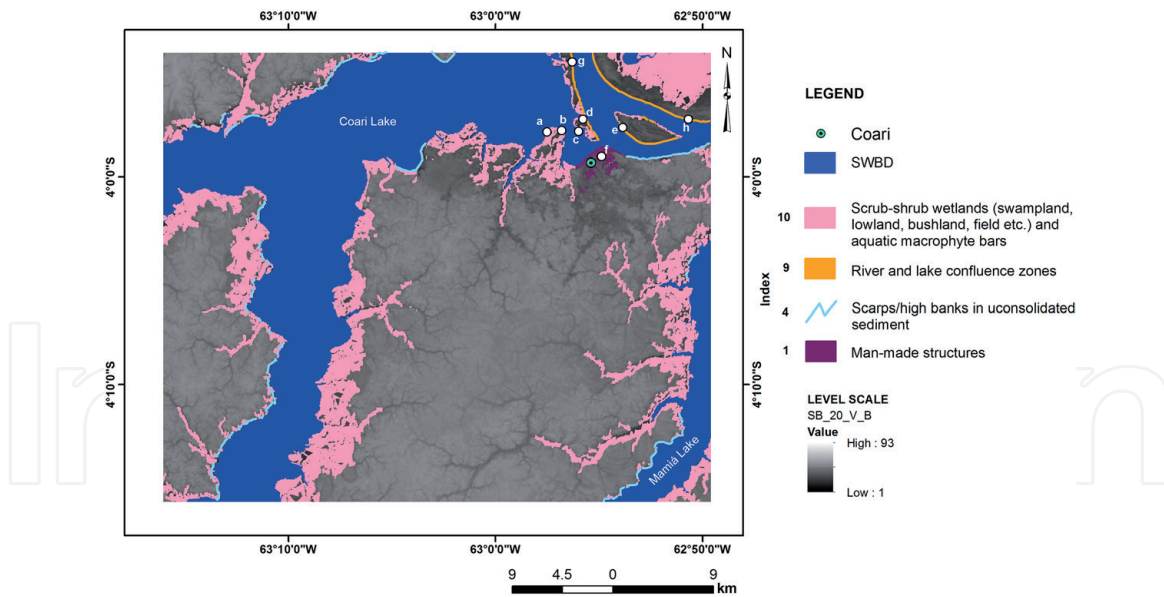 63°10'0"W
63°0'0"W
62°50'0"W
N
g
d
Coari Lake
a
b
c
e
h
f
4°0'0"S
4°0'0"S
4°10'0"S
4°10'0"S
Mamiá Lake
63°10'0"W
63°0'0"W
62°50'0"W
9 4.5 0 9
km
LEGEND
Coari
SWBD
Index
10 Scrub-shrub wetlands (swampland,
lowland, bushland, field etc.) and
aquatic macrophyte bars
9 River and lake confluence zones
4 Scarps/high banks in uconsolidated
sediment
1 Man-made structures
LEVEL SCALE
SB_20_V_B
Value
High : 93
Low : 1